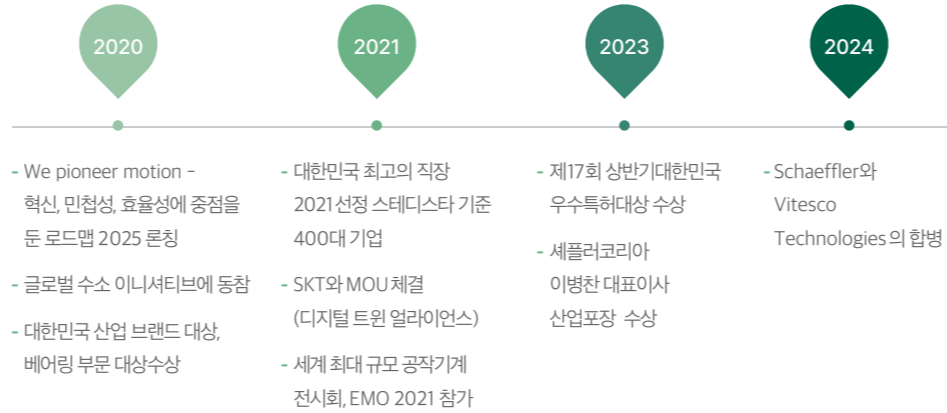 2020
- We pioneer motion -
혁신, 민첩성, 효율성에 중점을
둔 로드맵 2025 론칭
- 글로벌 수소 이니셔티브에 동참
- 대한민국 산업 브랜드 대상,
베어링 부문 대상수상
2021
- 대한민국 최고의 직장
2021 선정 스테디스타 기준
400대 기업
- SKT와 MOU 체결
(디지털 트윈 얼라이언스)
- 세계 최대 규모 공작기계
전시회, EMO 2021 참가
2023
- 제17회 상반기대한민국
우수특허대상 수상
- 셰플러코리아
이병찬 대표이사
산업포장 수상
2024
- Schaeffler와
Vitesco
Technologies 의 합병